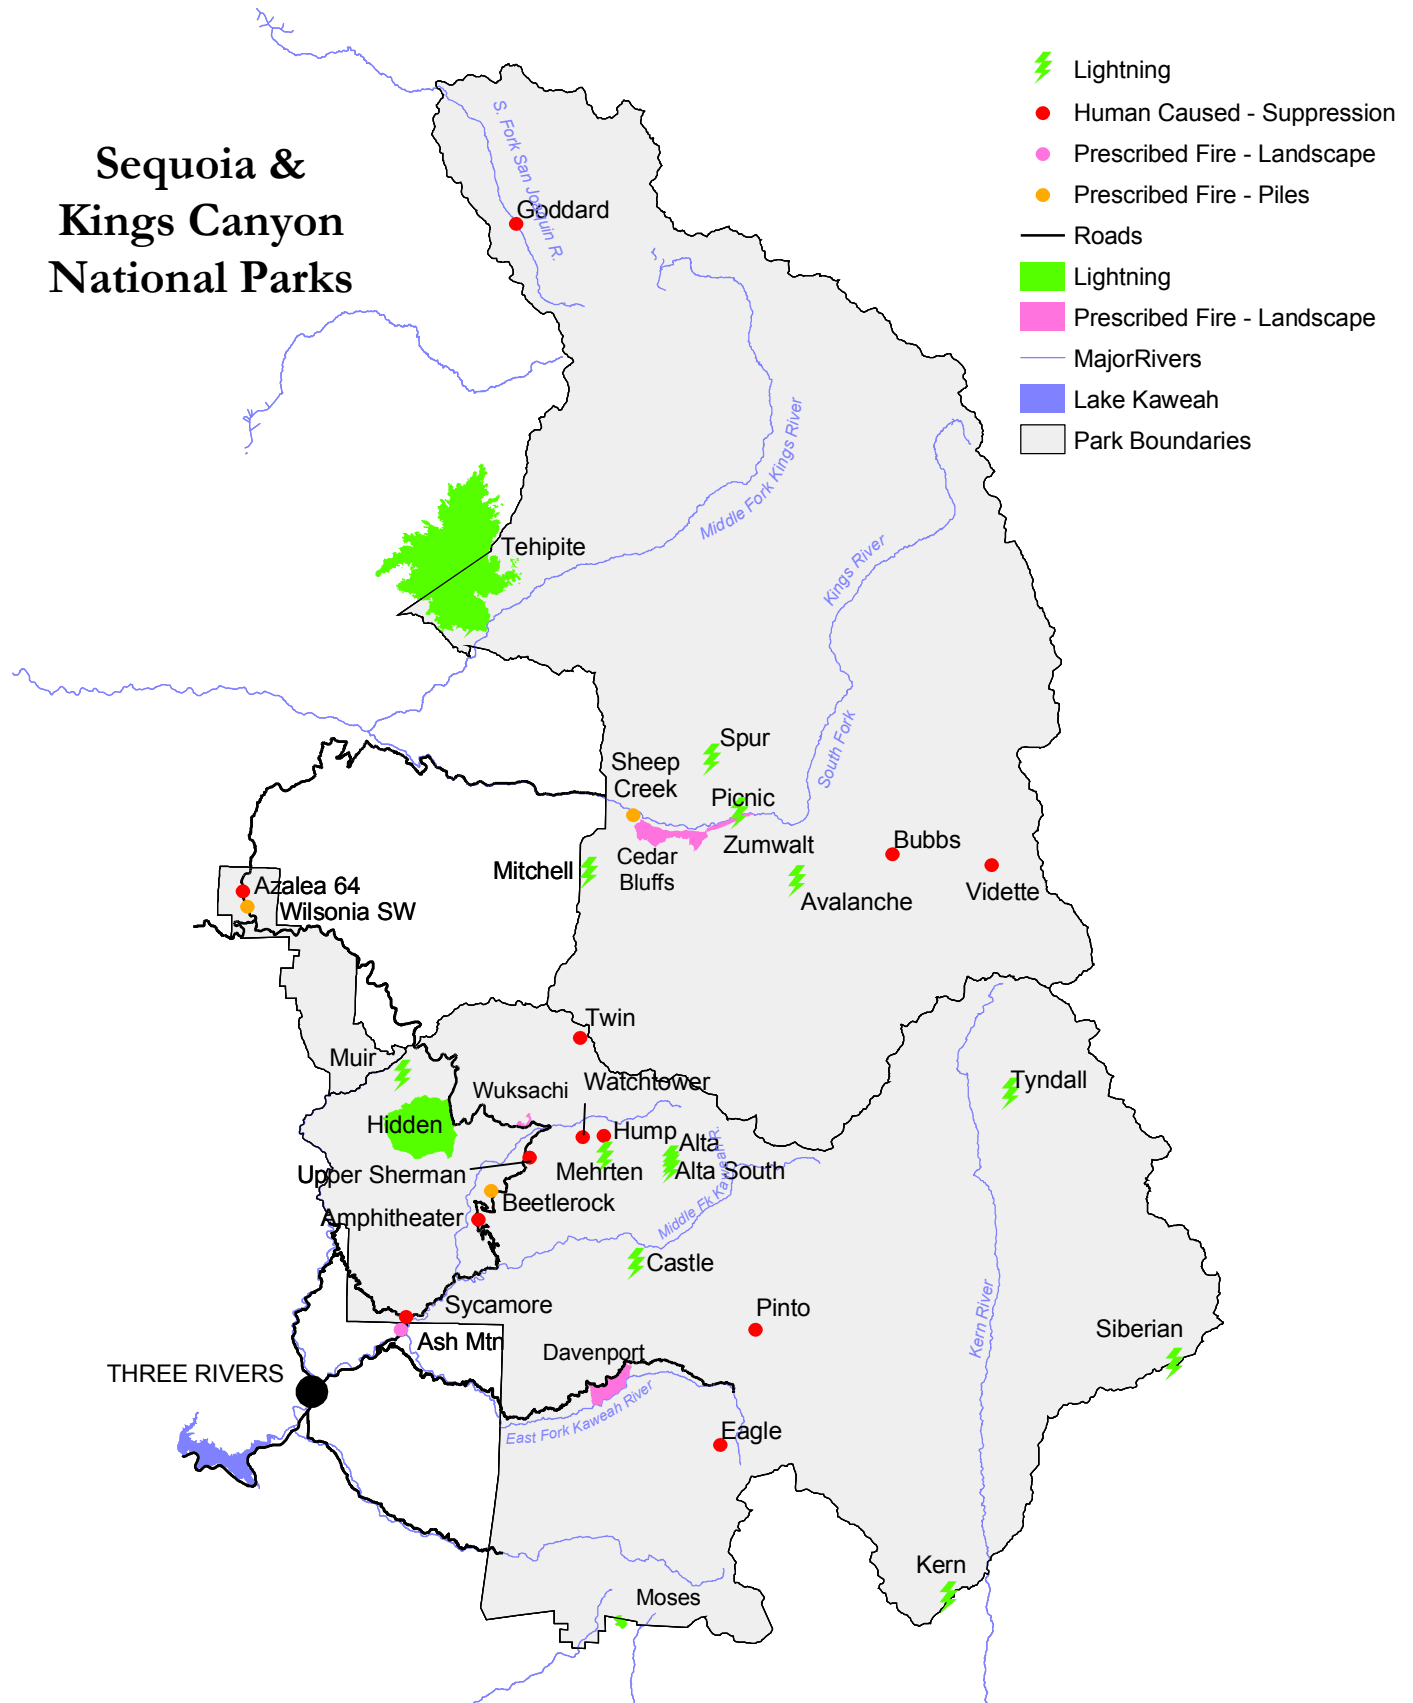 Sequoia &
Kings Canyon
National Parks
Lightning
Human Caused - Suppression
Prescribed Fire - Landscape
Prescribed Fire - Piles
Roads
Lightning
Prescribed Fire - Landscape
MajorRivers
Lake Kaweah
Park Boundaries
S. Fork San Joaquin R.
Goddard
Middle Fork Kings River
Tehipite
Kings River
South Fork
Spur
Sheep
Creek
Picnic
Zumwalt
Cedar
Bluffs
Mitchell
Bubbs
Vidette
Avalanche
Azalea 64
Wilsonia SW
Twin
Muir
Wuksachi
Watchtower
Tyndall
Hidden
Hump
Alta
Upper Sherman
Mehrten
Alta South
Beetlerock
Amphitheater
Middle Fk Kaweah R.
Castle
Sycamore
Pinto
Kern River
Siberian
Ash Mtn
Davenport
THREE RIVERS
East Fork Kaweah River
Eagle
Kern
Moses